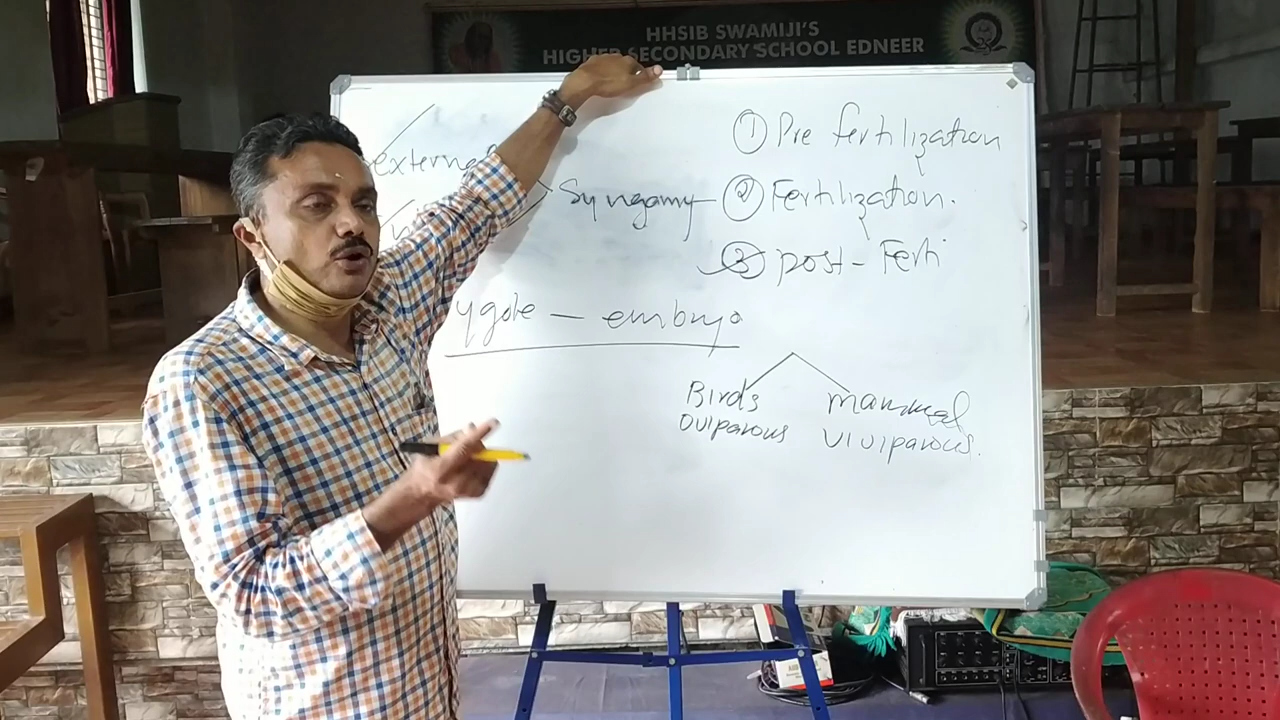 HHSIB SWAMIJI'S
HIGHER SECONDARY SCHOOL EDNEER
external
Syngamy
① Pre fertilization
② Fertilization.
③ post - Ferti
ygote - embryo
Birds
oviparous
mammal
viviparous.